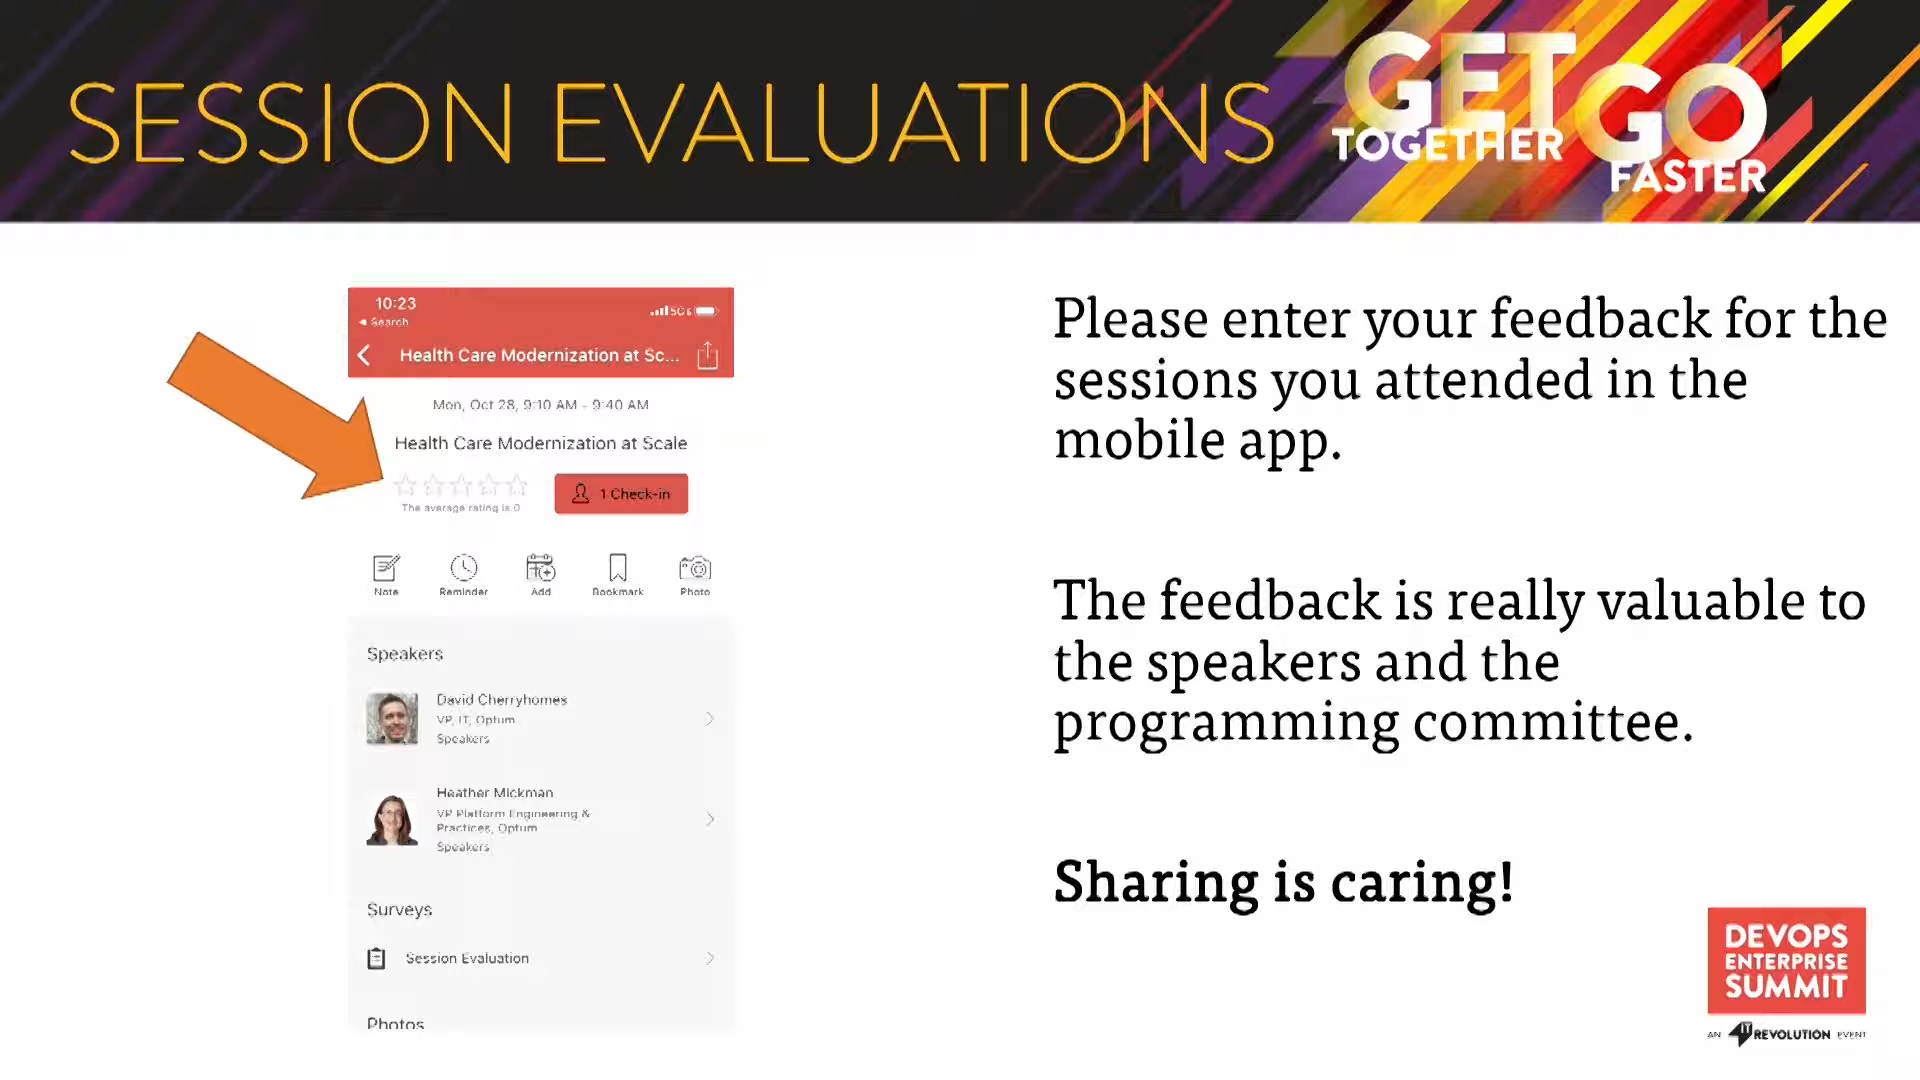 SESSION EVALUATIONS
GET
TOGETHER
GO
FASTER
10:23
Search
Health Care Modernization at Sc...
Mon, Oct 28, 9:10 AM - 9:40 AM
Health Care Modernization at Scale
The average rating is 0
1 Check-in
Note
Reminder
Add
Bookmark
Photo
Speakers
David Cherryhomes
VP, IT, Optum
Speakers
Heather Mickman
VP Platform Engineering &
Practices, Optum
Speakers
Surveys
Session Evaluation
Photos
Please enter your feedback for the
sessions you attended in the
mobile app.
The feedback is really valuable to
the speakers and the
programming committee.
Sharing is caring!
DEVOPS
ENTERPRISE
SUMMIT
AN IT REVOLUTION EVENT